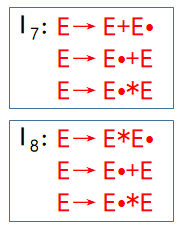 I₇: E→ E+E•
E→ E•+E
E→ E•*E
I₈: E→ E*E•
E→ E•+E
E→ E•*E